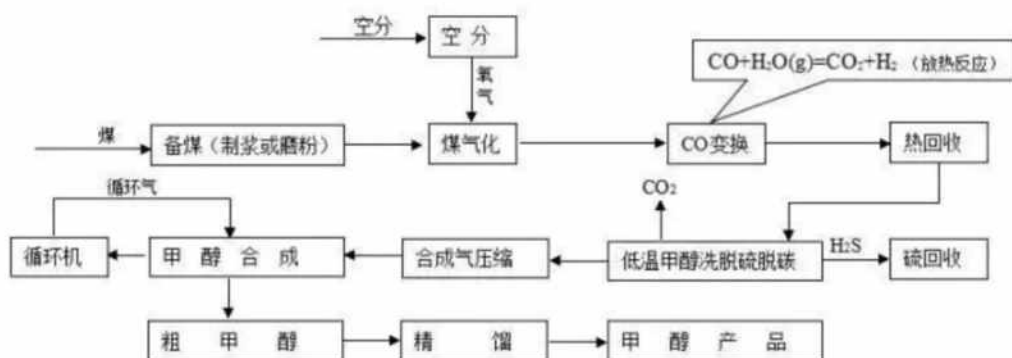 空分
空 分
氧气
CO+H₂O(g)=CO₂+H₂（放热反应）
煤
备煤（制浆或磨粉）
煤气化
CO变换
热回收
循环气
CO₂
循环机
甲 醇 合 成
合成气压缩
低温甲醇洗脱硫脱碳
H₂S
硫回收
粗 甲 醇
精 馏
甲 醇 产 品